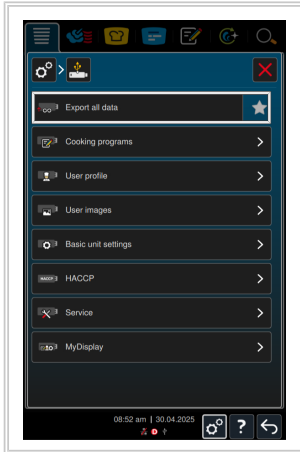 Export all data
Cooking programs
User profile
User images
Basic unit settings
HACCP HACCP
Service
MyDisplay
08:52 am | 30.04.2025
?